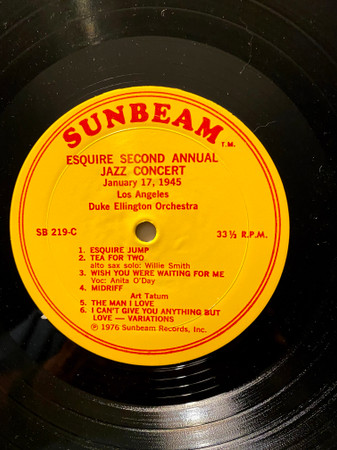 SUNBEAM T.M.
ESQUIRE SECOND ANNUAL
JAZZ CONCERT
January 17, 1945
Los Angeles
Duke Ellington Orchestra
SB 219-C 33 ⅓ R.P.M.
1. ESQUIRE JUMP
2. TEA FOR TWO
alto sax solo: Willie Smith
3. WISH YOU WERE WAITING FOR ME
Voc: Anita O'Day
4. MIDRIFF
Art Tatum
5. THE MAN I LOVE
6. I CAN'T GIVE YOU ANYTHING BUT
LOVE — VARIATIONS
℗ 1976 Sunbeam Records, Inc.